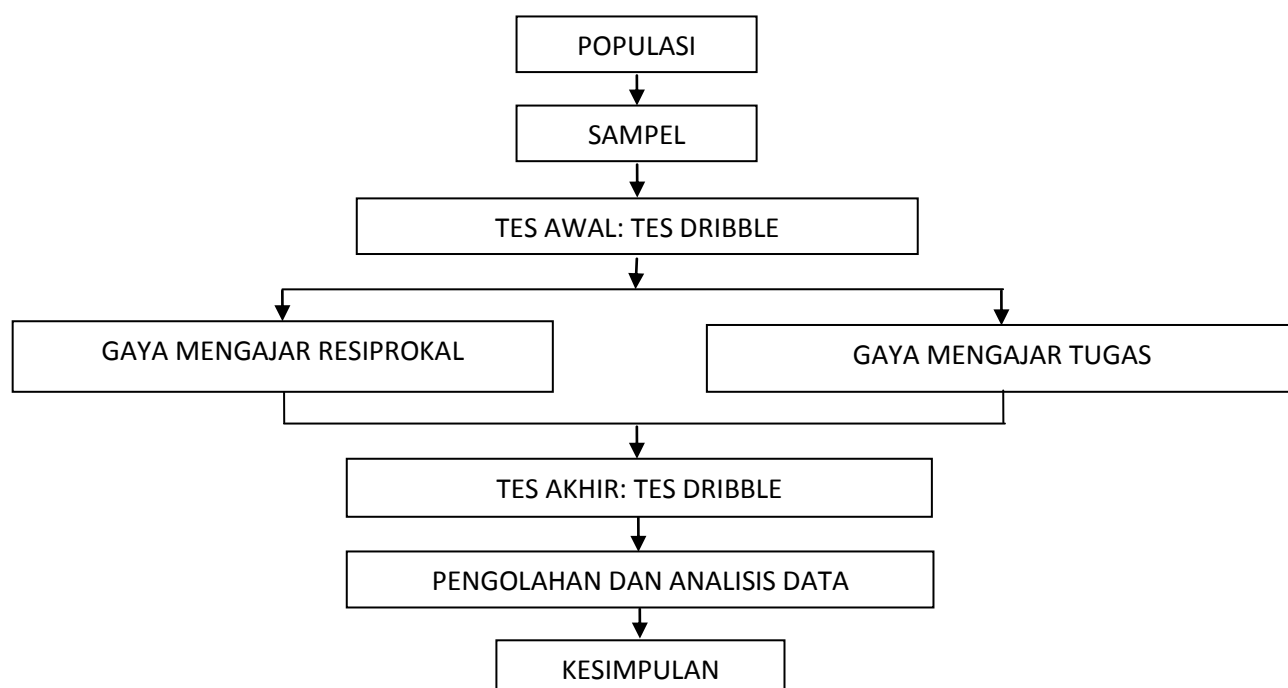 POPULASI
SAMPEL
TES AWAL: TES DRIBBLE
GAYA MENGAJAR RESIPROKAL
GAYA MENGAJAR TUGAS
TES AKHIR: TES DRIBBLE
PENGOLAHAN DAN ANALISIS DATA
KESIMPULAN